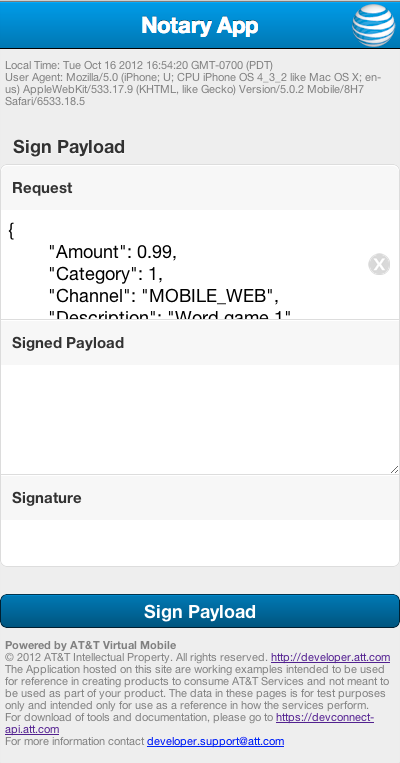 Notary App
Local Time: Tue Oct 16 2012 16:54:20 GMT-0700 (PDT)
User Agent: Mozilla/5.0 (iPhone; U; CPU iPhone OS 4_3_2 like Mac OS X; en-
us) AppleWebKit/533.17.9 (KHTML, like Gecko) Version/5.0.2 Mobile/8H7
Safari/6533.18.5
Sign Payload
Request
{
"Amount": 0.99,
"Category": 1,
"Channel": "MOBILE_WEB",
"Description": "Word game 1"
Signed Payload
Signature
Sign Payload
Powered by AT&T Virtual Mobile
© 2012 AT&T Intellectual Property. All rights reserved. http://developer.att.com
The Application hosted on this site are working examples intended to be used
for reference in creating products to consume AT&T Services and not meant to
be used as part of your product. The data in these pages is for test purposes
only and intended only for use as a reference in how the services perform.
For download of tools and documentation, please go to https://devconnect-
api.att.com
For more information contact developer.support@att.com